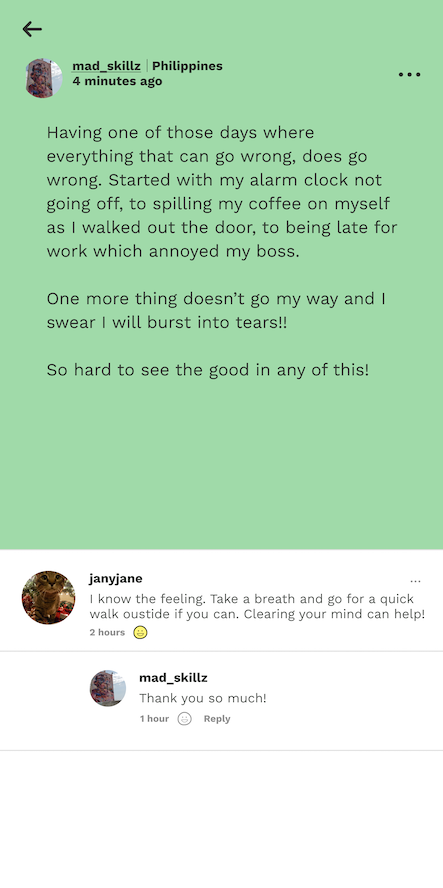 mad_skillz | Philippines
4 minutes ago
Having one of those days where
everything that can go wrong, does go
wrong. Started with my alarm clock not
going off, to spilling my coffee on myself
as I walked out the door, to being late for
work which annoyed my boss.
One more thing doesn’t go my way and I
swear I will burst into tears!!
So hard to see the good in any of this!
janyjane
I know the feeling. Take a breath and go for a quick
walk oustide if you can. Clearing your mind can help!
2 hours
mad_skillz
Thank you so much!
1 hour Reply